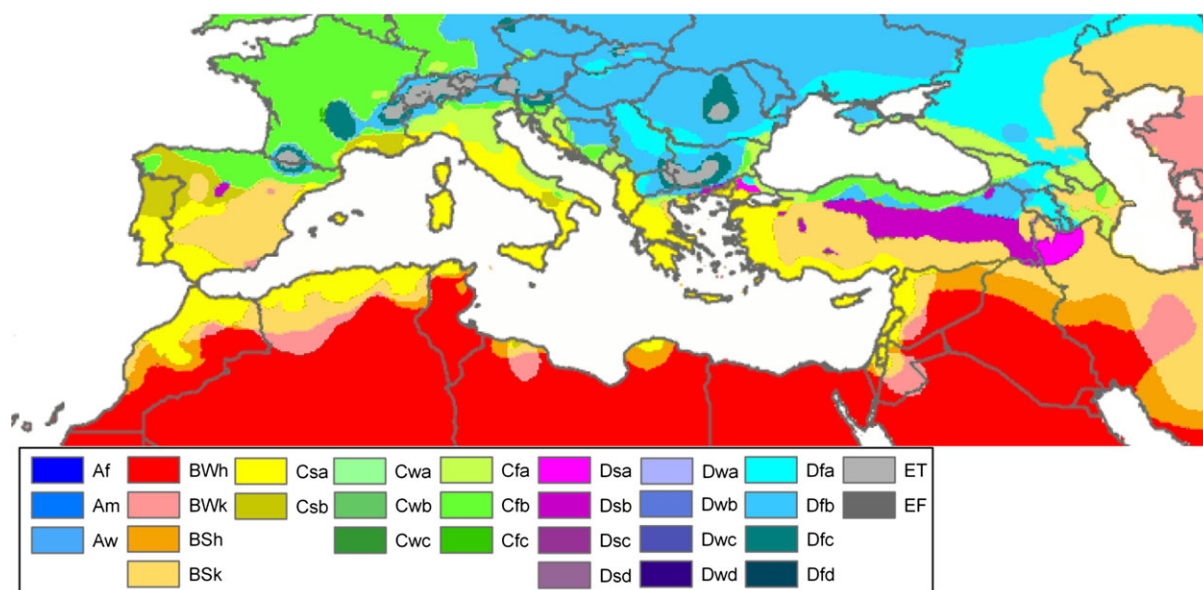 Af BWh Csa Cwa Cfa Dsa Dwa Dfa ET
Am BWk Csb Cwb Cfb Dsb Dwb Dfb EF
Aw BSh Cwc Cfc Dsc Dwc Dfc
BSk Dsd Dwd Dfd